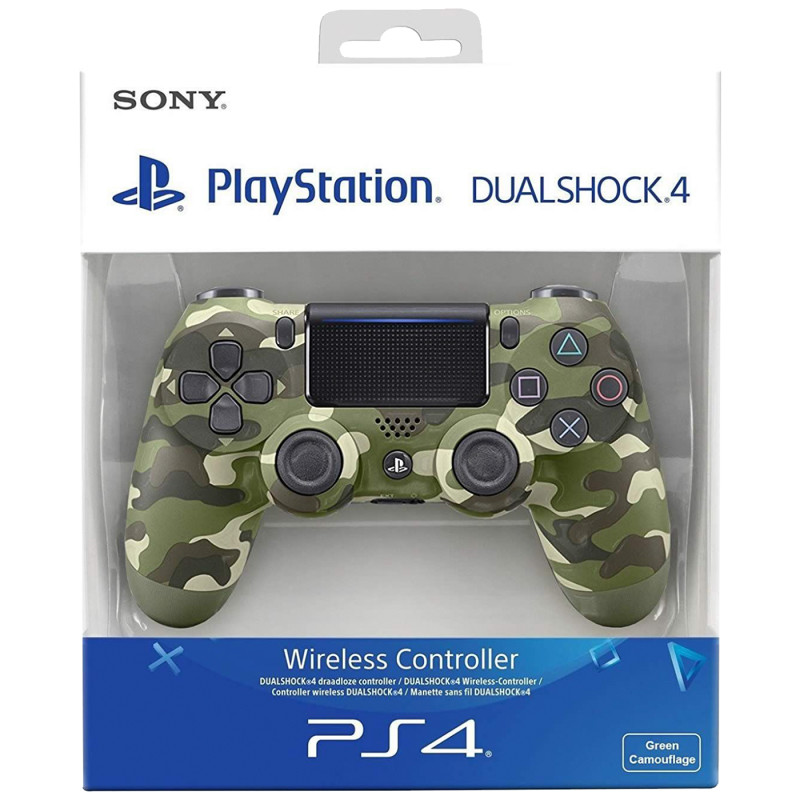 SONY®
PlayStation® DUALSHOCK®4
SHARE
OPTIONS
EXT
Wireless Controller
DUALSHOCK®4 draadloze controller / DUALSHOCK®4 Wireless-Controller /
Controller wireless DUALSHOCK®4 / Manette sans fil DUALSHOCK®4
PS4®
Green
Camouflage